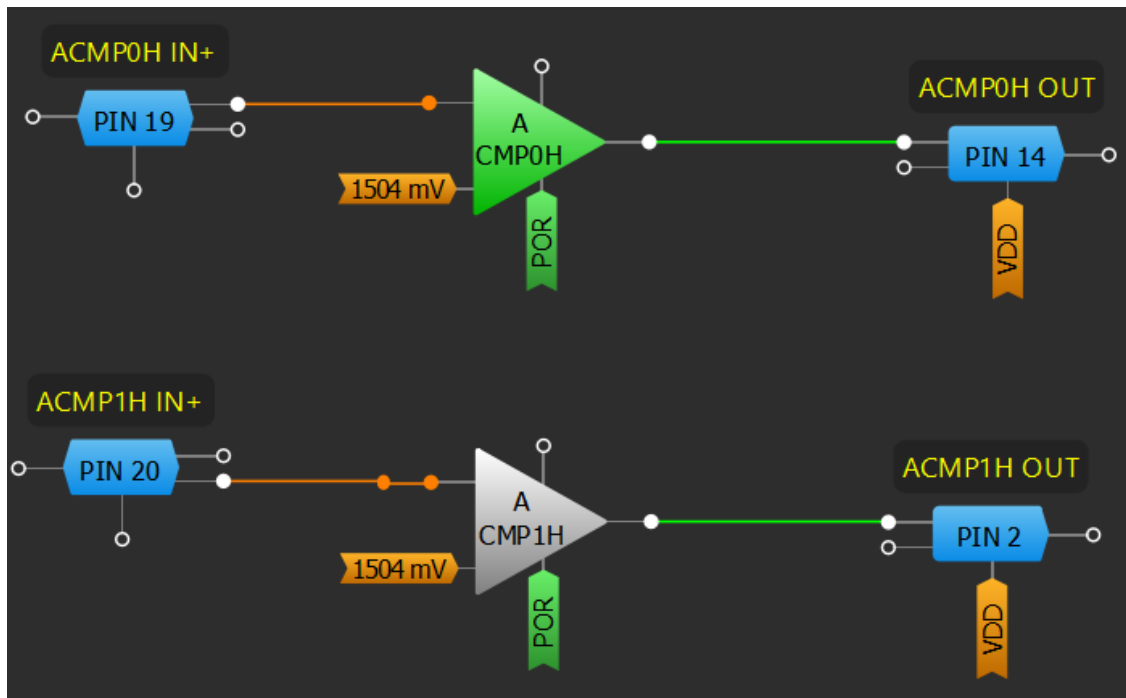 ACMP0H IN+
PIN 19
1504 mV
A
CMP0H
POR
ACMP0H OUT
PIN 14
VDD
ACMP1H IN+
PIN 20
1504 mV
A
CMP1H
POR
ACMP1H OUT
PIN 2
VDD